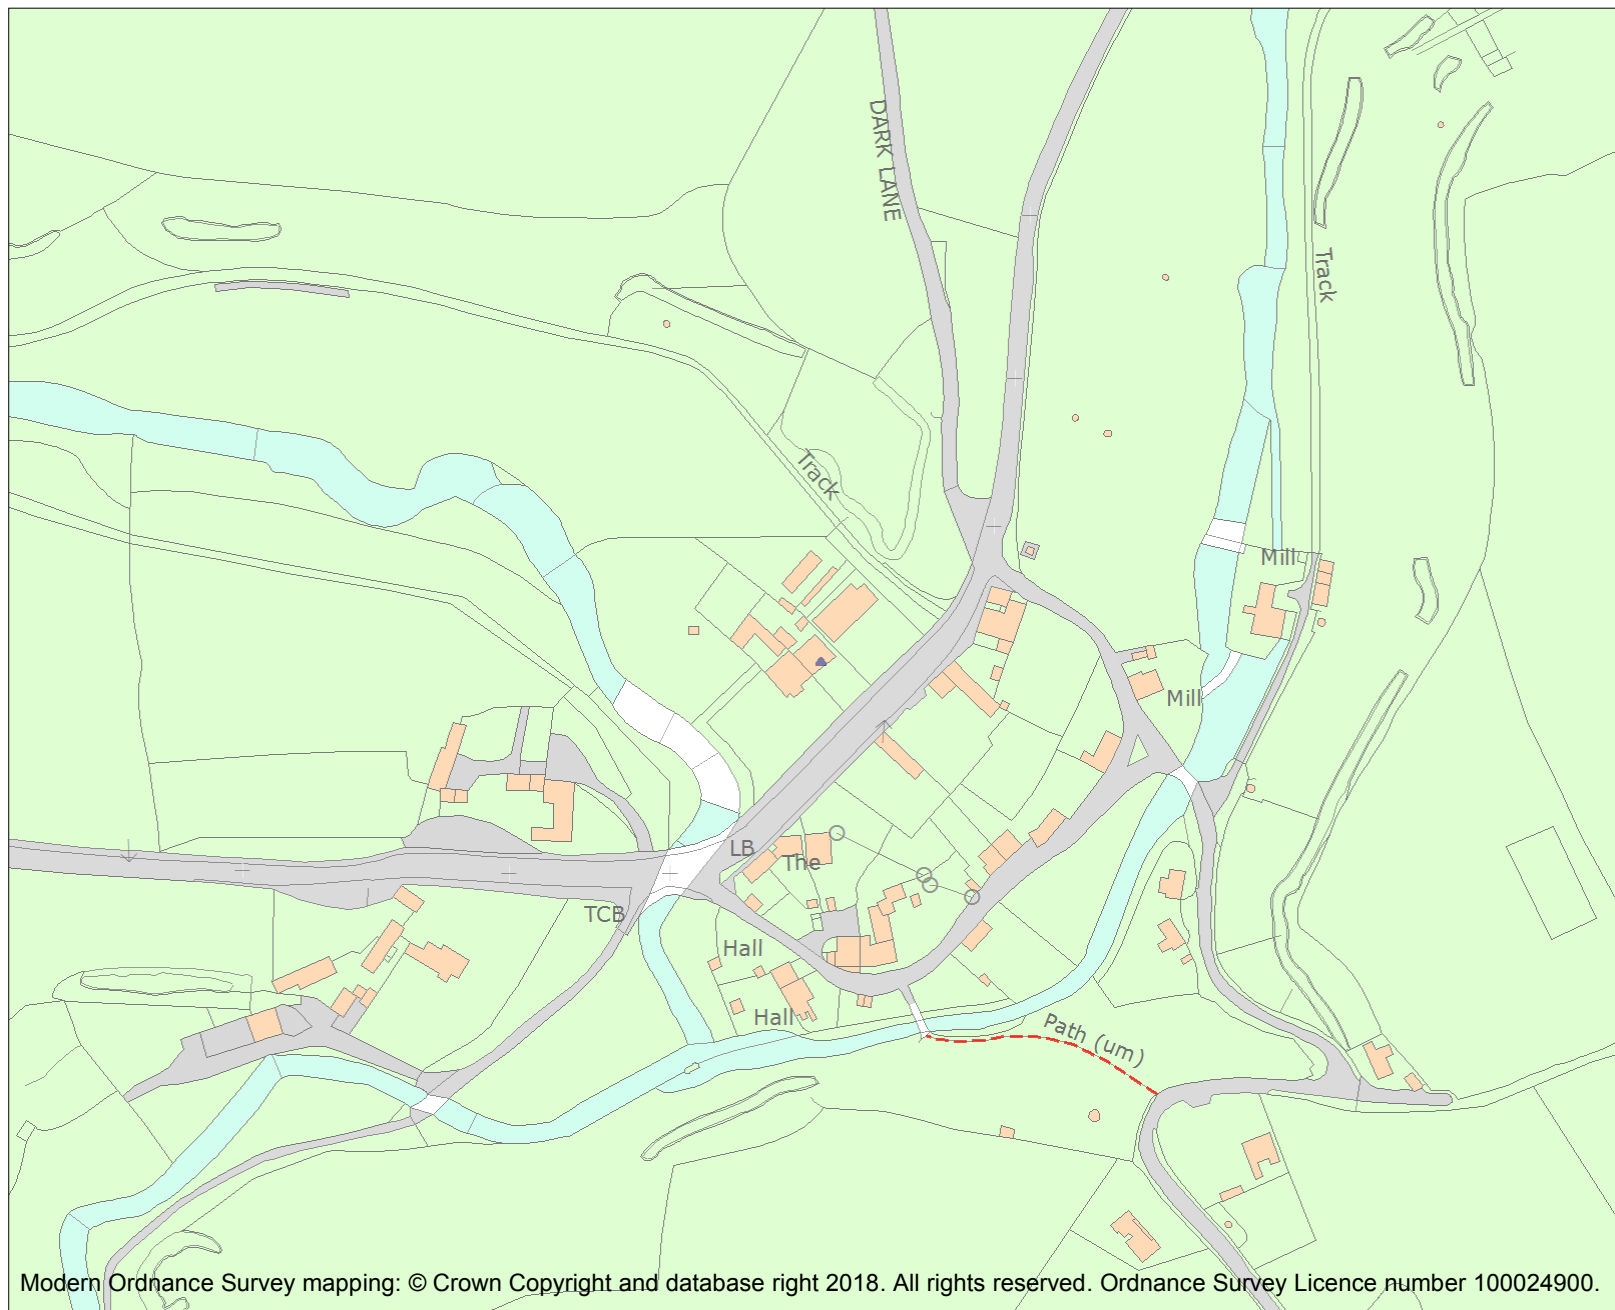 DARK LANE
Track
Track
Mill
Mill
LB
The
TCB
Hall
Hall
Path (um)
Modern Ordnance Survey mapping: © Crown Copyright and database right 2018. All rights reserved. Ordnance Survey Licence number 100024900.